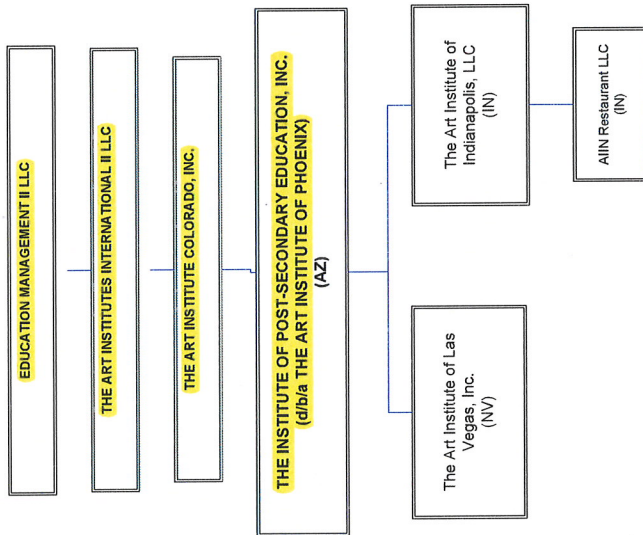 EDUCATION MANAGEMENT II LLC
THE ART INSTITUTES INTERNATIONAL II LLC
THE ART INSTITUTE COLORADO, INC.
THE INSTITUTE OF POST-SECONDARY EDUCATION, INC.
(d/b/a THE ART INSTITUTE OF PHOENIX)
(AZ)
The Art Institute of Las
Vegas, Inc.
(NV)
The Art Institute of
Indianapolis, LLC
(IN)
AIIN Restaurant LLC
(IN)